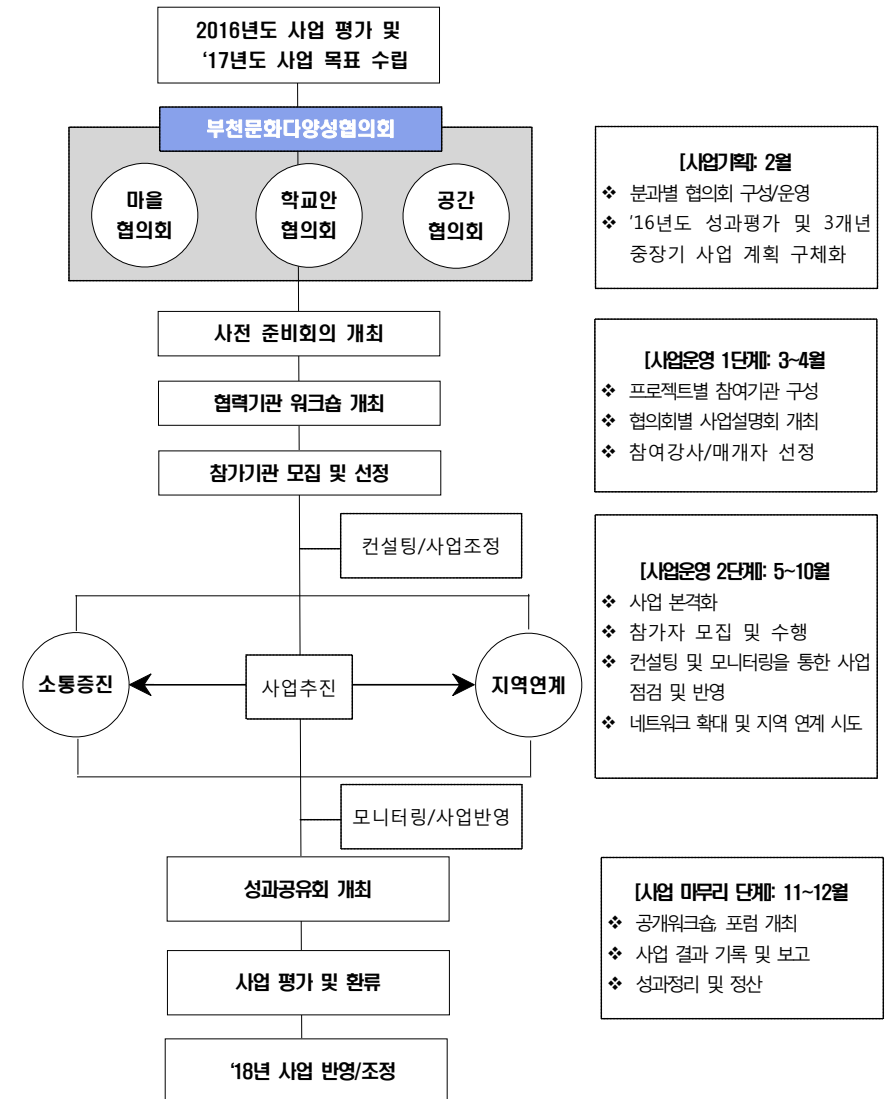 2016년도 사업 평가 및
‘17년도 사업 목표 수립
부천문화다양성협의회
마을
협의회
학교안
협의회
공간
협의회
사전 준비회의 개최
협력기관 워크숍 개최
참가기관 모집 및 선정
컨설팅/사업조정
소통증진
사업추진
지역연계
모니터링/사업반영
성과공유회 개최
사업 평가 및 환류
‘18년 사업 반영/조정
[사업기획]: 2월
❖ 분과별 협의회 구성/운영
❖ '16년도 성과평가 및 3개년
중장기 사업 계획 구체화
[사업운영 1단계]: 3~4월
❖ 프로젝트별 참여기관 구성
❖ 협의회별 사업설명회 개최
❖ 참여강사/매개자 선정
[사업운영 2단계]: 5~10월
❖ 사업 본격화
❖ 참가자 모집 및 수행
❖ 컨설팅 및 모니터링을 통한 사업
점검 및 반영
❖ 네트워크 확대 및 지역 연계 시도
[사업 마무리 단계]: 11~12월
❖ 공개워크숍, 포럼 개최
❖ 사업 결과 기록 및 보고
❖ 성과정리 및 정산